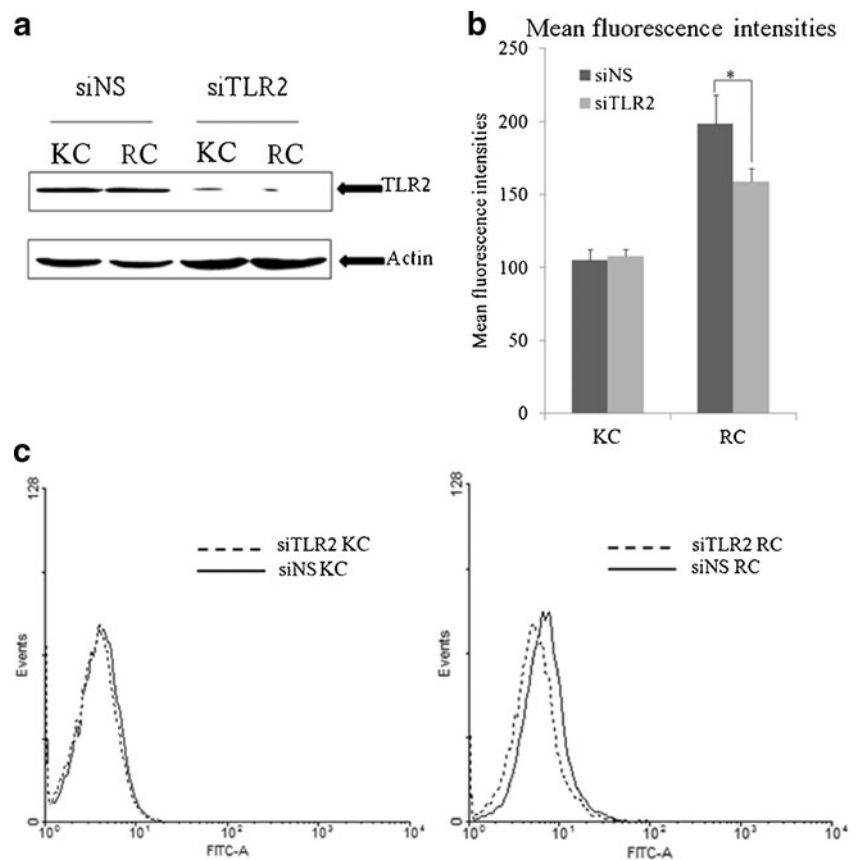 a
siNS siTLR2
KC RC KC RC
TLR2
Actin
b
Mean fluorescence intensities
Mean fluorescence intensities
250
200
150
100
50
0
siNS
siTLR2
*
KC RC
c
128
Events
0
siTLR2 KC
siNS KC
10⁰ 10¹ 10² 10³ 10⁴
FITC-A
128
Events
0
siTLR2 RC
siNS RC
10⁰ 10¹ 10² 10³ 10⁴
FITC-A